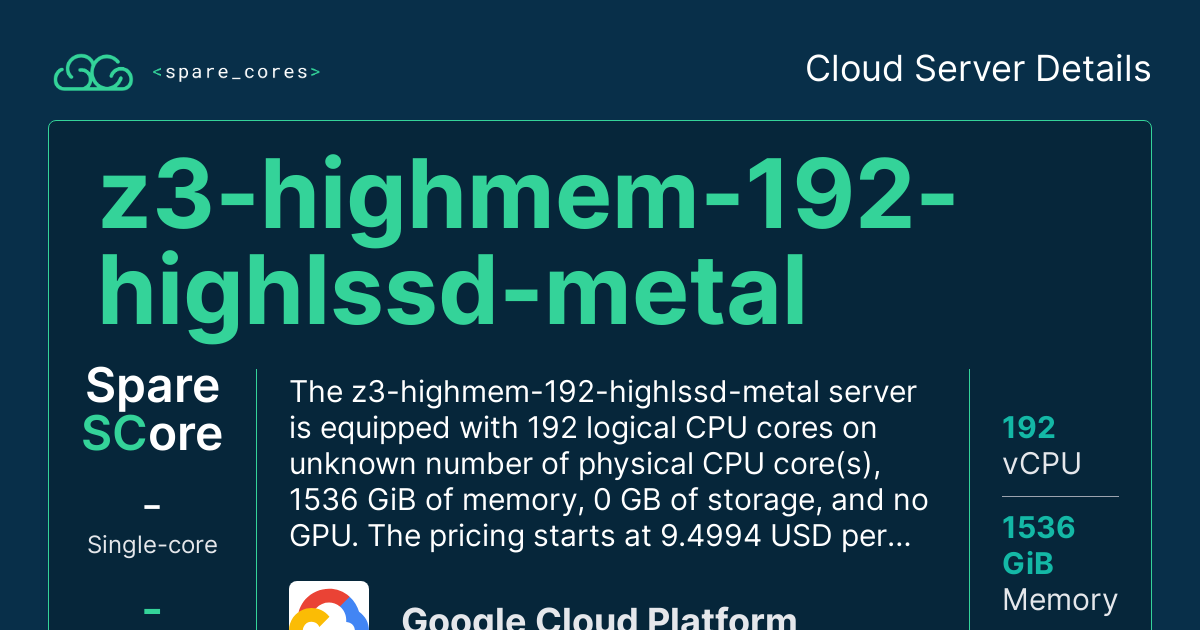 <spare_cores>
Cloud Server Details
z3-highmem-192-
highlssd-metal
Spare
SCore
–
Single-core
–
The z3-highmem-192-highlssd-metal server
is equipped with 192 logical CPU cores on
unknown number of physical CPU core(s),
1536 GiB of memory, 0 GB of storage, and no
GPU. The pricing starts at 9.4994 USD per...
Google Cloud Platform
192
vCPU
1536
GiB
Memory